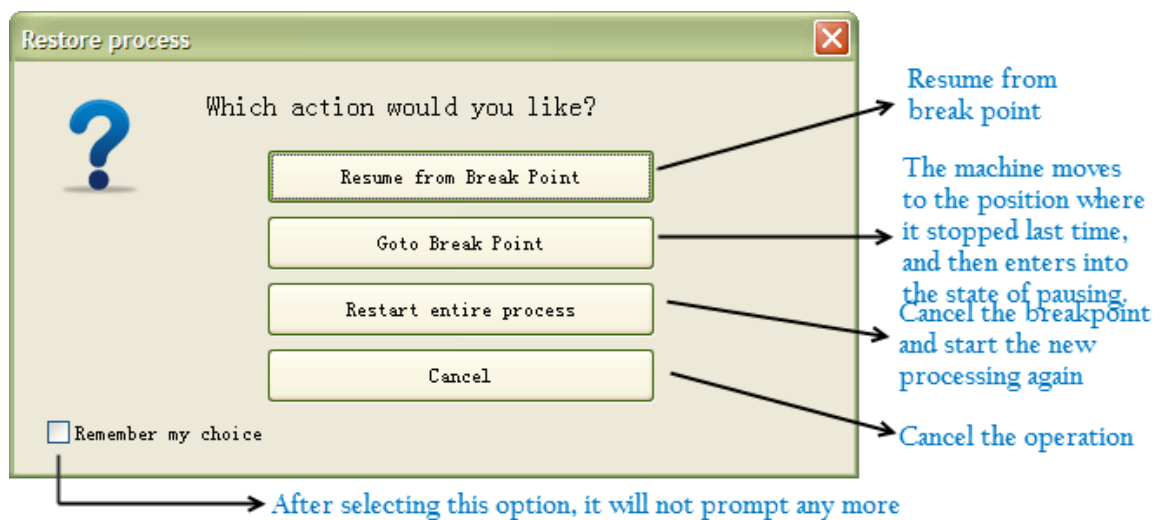 Restore process
Which action would you like?
Resume from Break Point
Goto Break Point
Restart entire process
Cancel
Remember my choice
Resume from
break point
The machine moves
to the position where
it stopped last time,
and then enters into
the state of pausing.
Cancel the breakpoint
and start the new
processing again
Cancel the operation
After selecting this option, it will not prompt any more